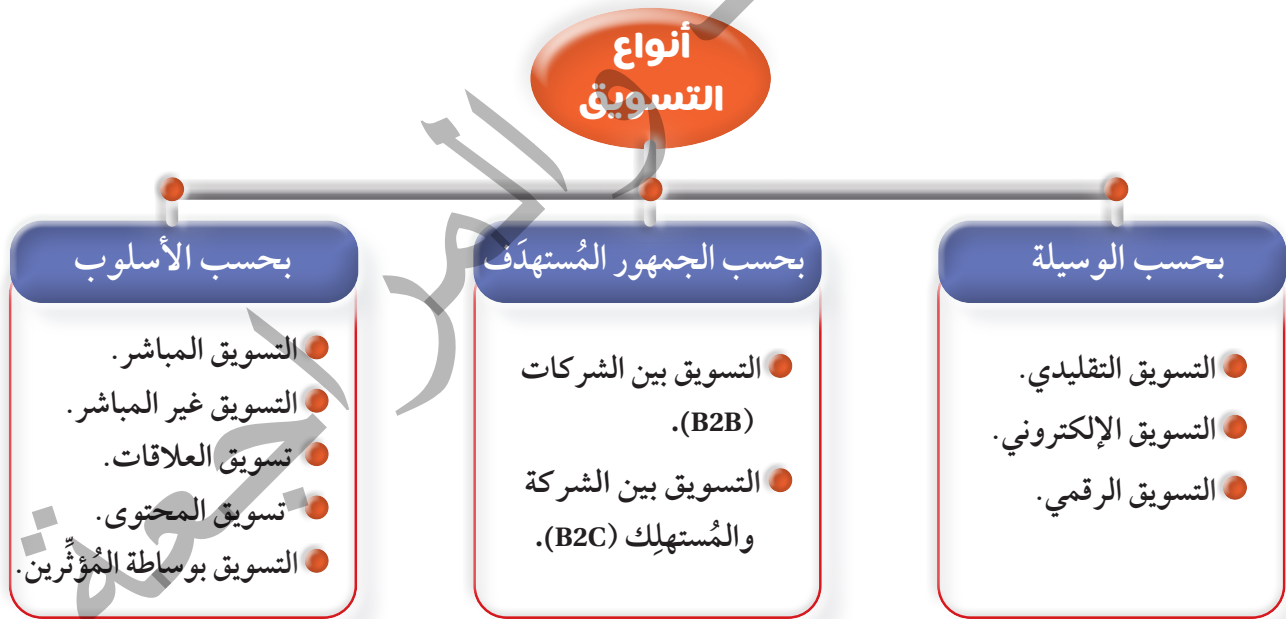 أنواع
التسويق
بحسب الوسيلة
التسويق التقليدي.
التسويق الإلكتروني.
التسويق الرقمي.
بحسب الجمهور المُستهدَف
التسويق بين الشركات
(B2B).
التسويق بين الشركة
والمُستهلِك (B2C).
بحسب الأسلوب
التسويق المباشر.
التسويق غير المباشر.
تسويق العلاقات.
تسويق المحتوى.
التسويق بوساطة المُؤثِّرين.
المراجعة